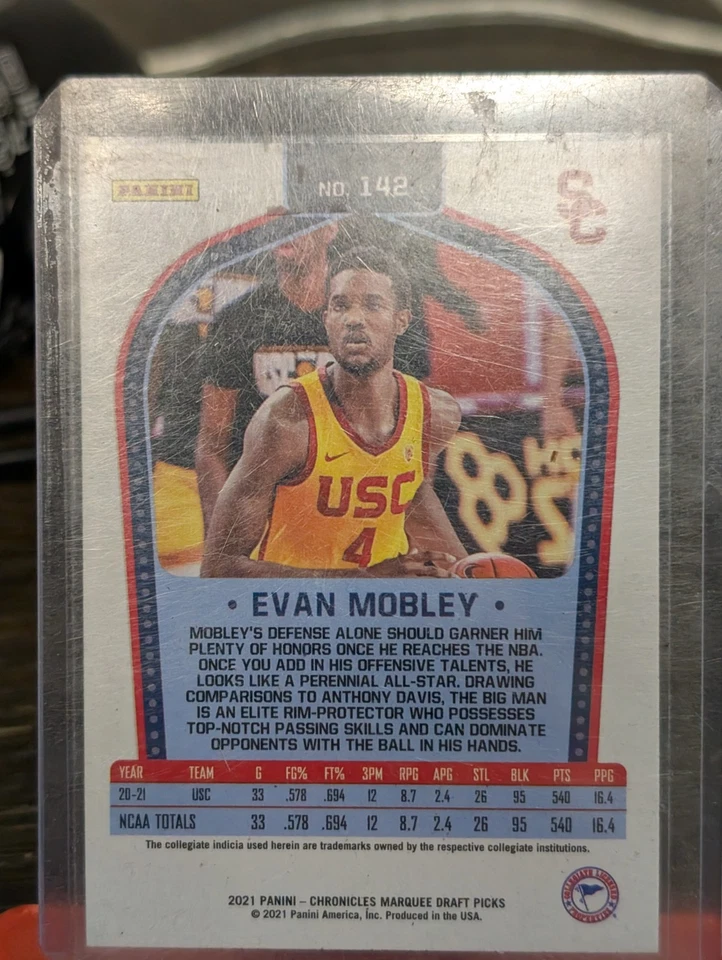 PANINI
NO. 142
SC
USC
4
• EVAN MOBLEY •
MOBLEY'S DEFENSE ALONE SHOULD GARNER HIM
PLENTY OF HONORS ONCE HE REACHES THE NBA.
ONCE YOU ADD IN HIS OFFENSIVE TALENTS, HE
LOOKS LIKE A PERENNIAL ALL-STAR. DRAWING
COMPARISONS TO ANTHONY DAVIS, THE BIG MAN
IS AN ELITE RIM-PROTECTOR WHO POSSESSES
TOP-NOTCH PASSING SKILLS AND CAN DOMINATE
OPPONENTS WITH THE BALL IN HIS HANDS.
YEAR TEAM G FG% FT% 3PM RPG APG STL BLK PTS PPG
20-21 USC 33 .578 .694 12 8.7 2.4 26 95 540 16.4
NCAA TOTALS 33 .578 .694 12 8.7 2.4 26 95 540 16.4
The collegiate indicia used herein are trademarks owned by the respective collegiate institutions.
2021 PANINI – CHRONICLES MARQUEE DRAFT PICKS
© 2021 Panini America, Inc. Produced in the USA.
COLLEGIATE LICENSED